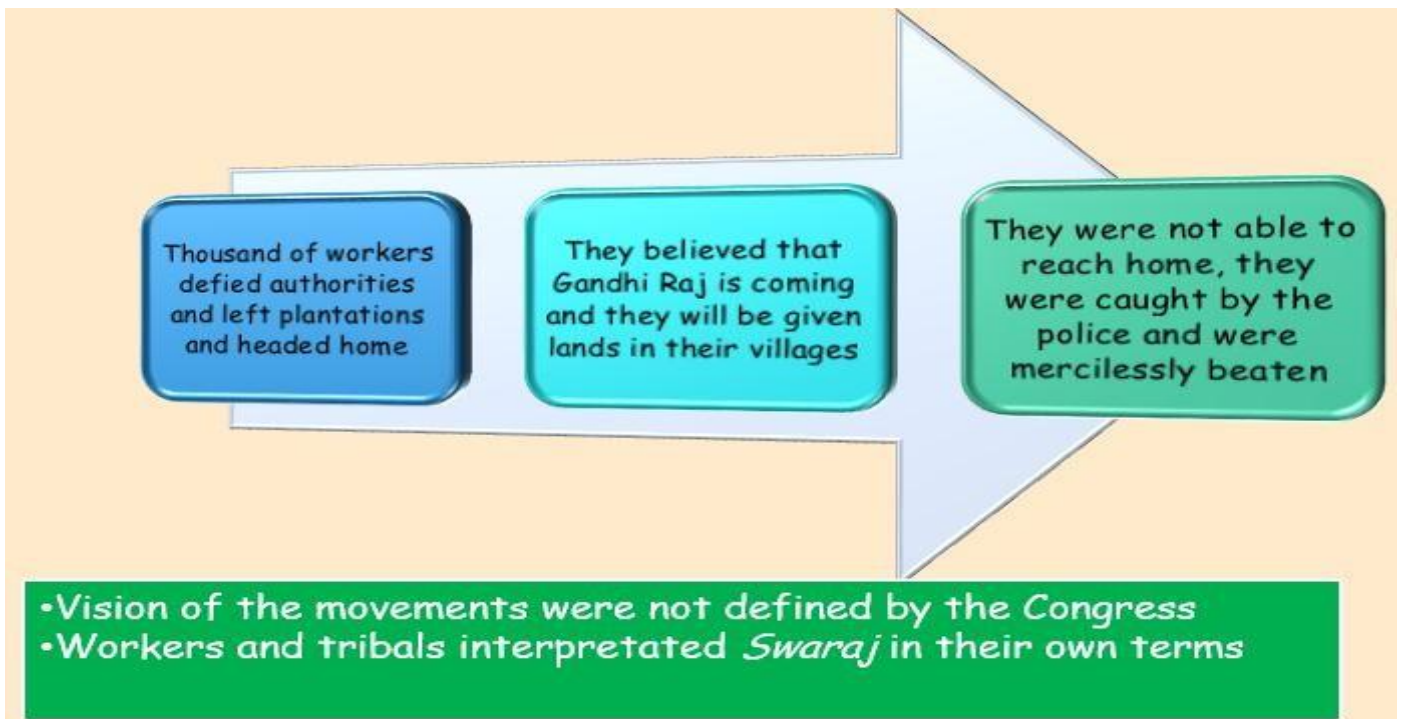 Thousand of workers
defied authorities
and left plantations
and headed home
They believed that
Gandhi Raj is coming
and they will be given
lands in their villages
They were not able to
reach home, they
were caught by the
police and were
mercilessly beaten
•Vision of the movements were not defined by the Congress
•Workers and tribals interpretated Swaraj in their own terms